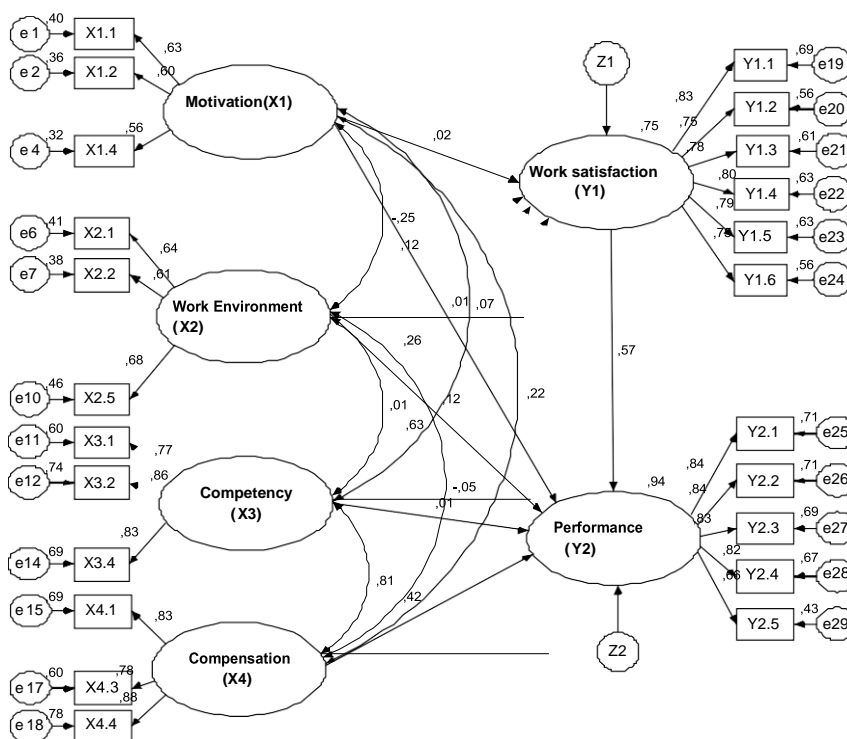 e1 ,40 X1.1
e2 ,36 X1.2
e4 ,32 X1.4
,63
,60
,56
Motivation(X1)
e6 ,41 X2.1
e7 ,38 X2.2
e10 ,46 X2.5
,64
,61
,68
Work Environment
(X2)
e11 ,60 X3.1
e12 ,74 X3.2
e14 ,69 X3.4
,77
,86
,83
Competency
(X3)
e15 ,69 X4.1
e17 ,60 X4.3
e18 ,78 X4.4
,83
,78
,88
Compensation
(X4)
,02
-,25
,12
,01
,07
,26
,01
,12
,22
,63
-,05
,01
,81
,42
,57
Z1
,75
Work satisfaction
(Y1)
,83
,75
,78
,80
,79
Y1.1 ,69 e19
Y1.2 ,56 e20
Y1.3 ,61 e21
Y1.4 ,63 e22
Y1.5 ,63 e23
Y1.6 ,56 e24
,94
Performance
(Y2)
Z2
,84
,84
,83
,82
Y2.1 ,71 e25
Y2.2 ,71 e26
Y2.3 ,69 e27
Y2.4 ,67 e28
Y2.5 ,43 e29